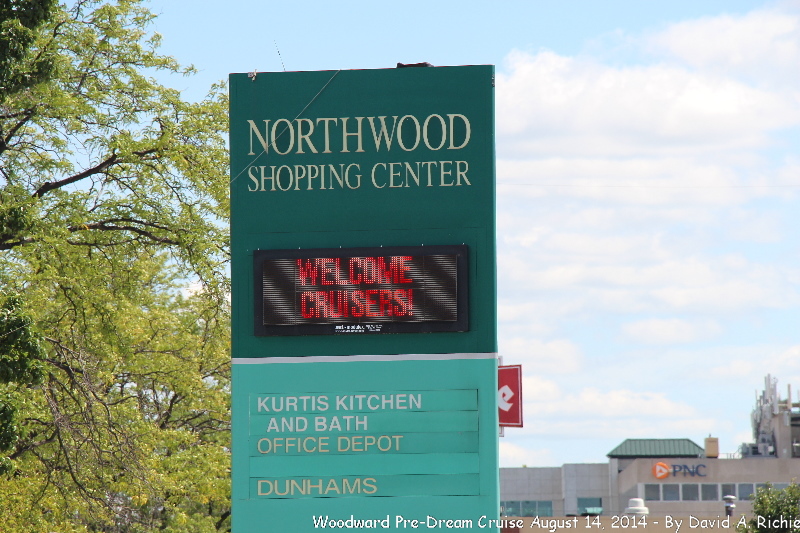 NORTHWOOD
SHOPPING CENTER
WELCOME
CRUISERS!
KURTIS KITCHEN
AND BATH
OFFICE DEPOT
DUNHAMS
e
PNC
Woodward Pre-Dream Cruise August 14, 2014 - By David A. Richie